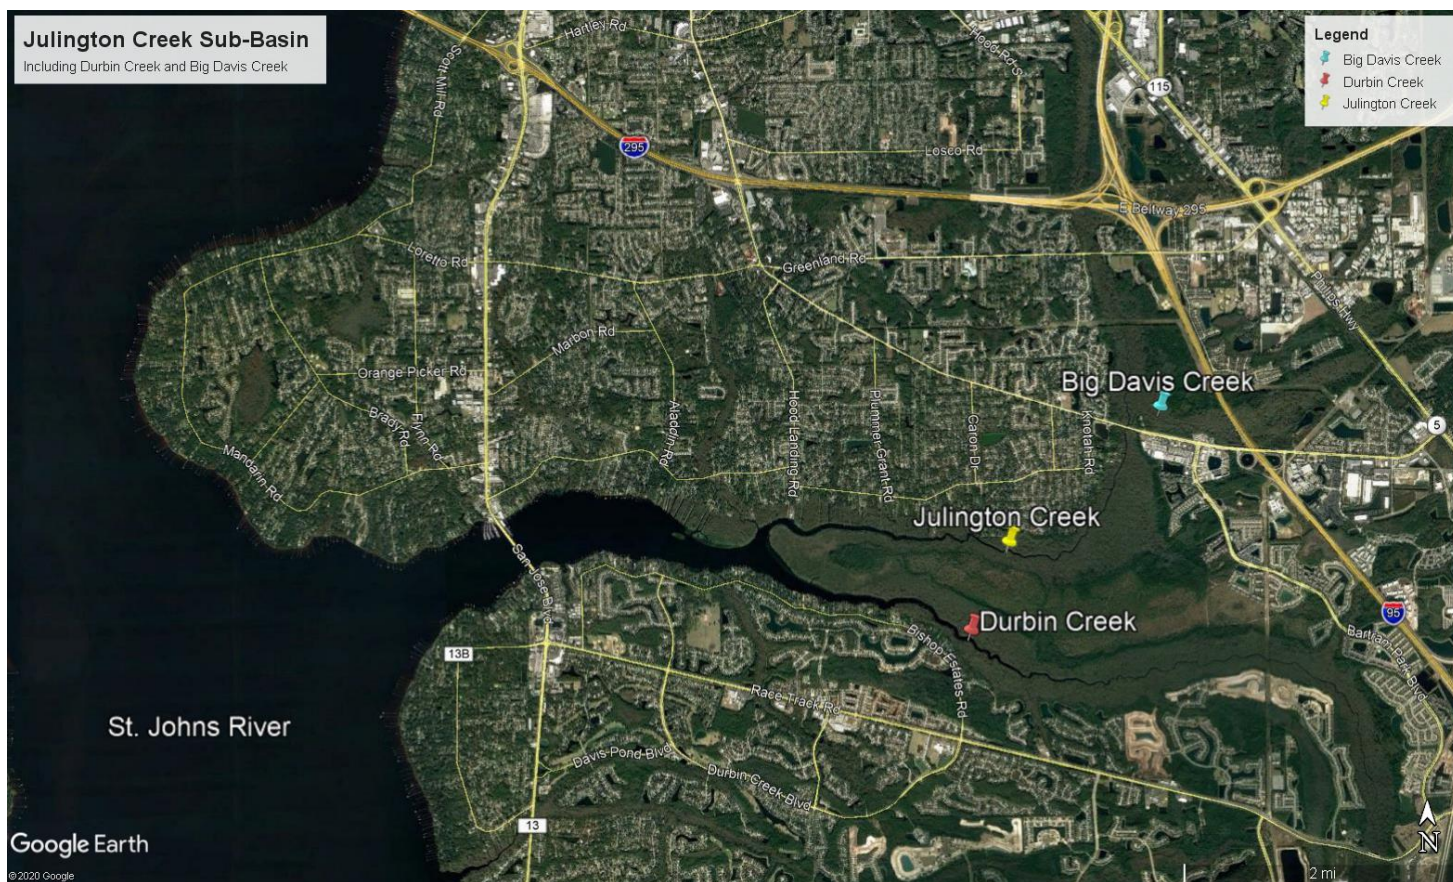 Julington Creek Sub-Basin
Including Durbin Creek and Big Davis Creek
Legend
Big Davis Creek
Durbin Creek
Julington Creek
Scott Mill Rd
Hartley Rd
Hood Rd S
115
295
Losco Rd
E Beltway 295
Loretto Rd
Greenland Rd
Philips Hwy
Marbon Rd
Orange Picker Rd
Big Davis Creek
Brady Rd
Flynn Rd
Aladdin Rd
Hood Landing Rd
Plummer Grant Rd
Caron Dr
Knotah Rd
5
Mandarin Rd
Julington Creek
San Jose Blvd
Durbin Creek
95
13B
Bishop Estates Rd
Bartram Park Blvd
Race Track Rd
St. Johns River
Davis Pond Blvd
Durbin Creek Blvd
13
Google Earth
N
©2020 Google
2 mi